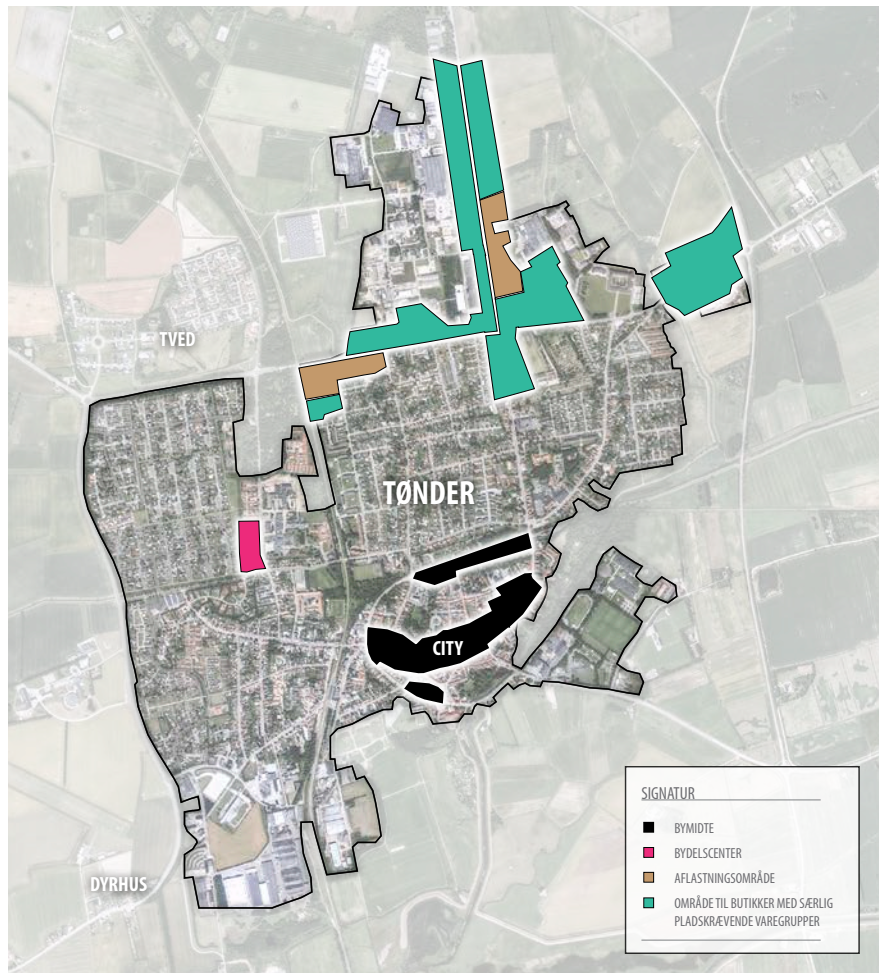 TVED
TØNDER
CITY
DYRHUS
SIGNATUR
BYMIDTE
BYDELSCENTER
AFLASTNINGSOMRÅDE
OMRÅDE TIL BUTIKKER MED SÆRLIG
PLADSKRÆVENDE VAREGRUPPER